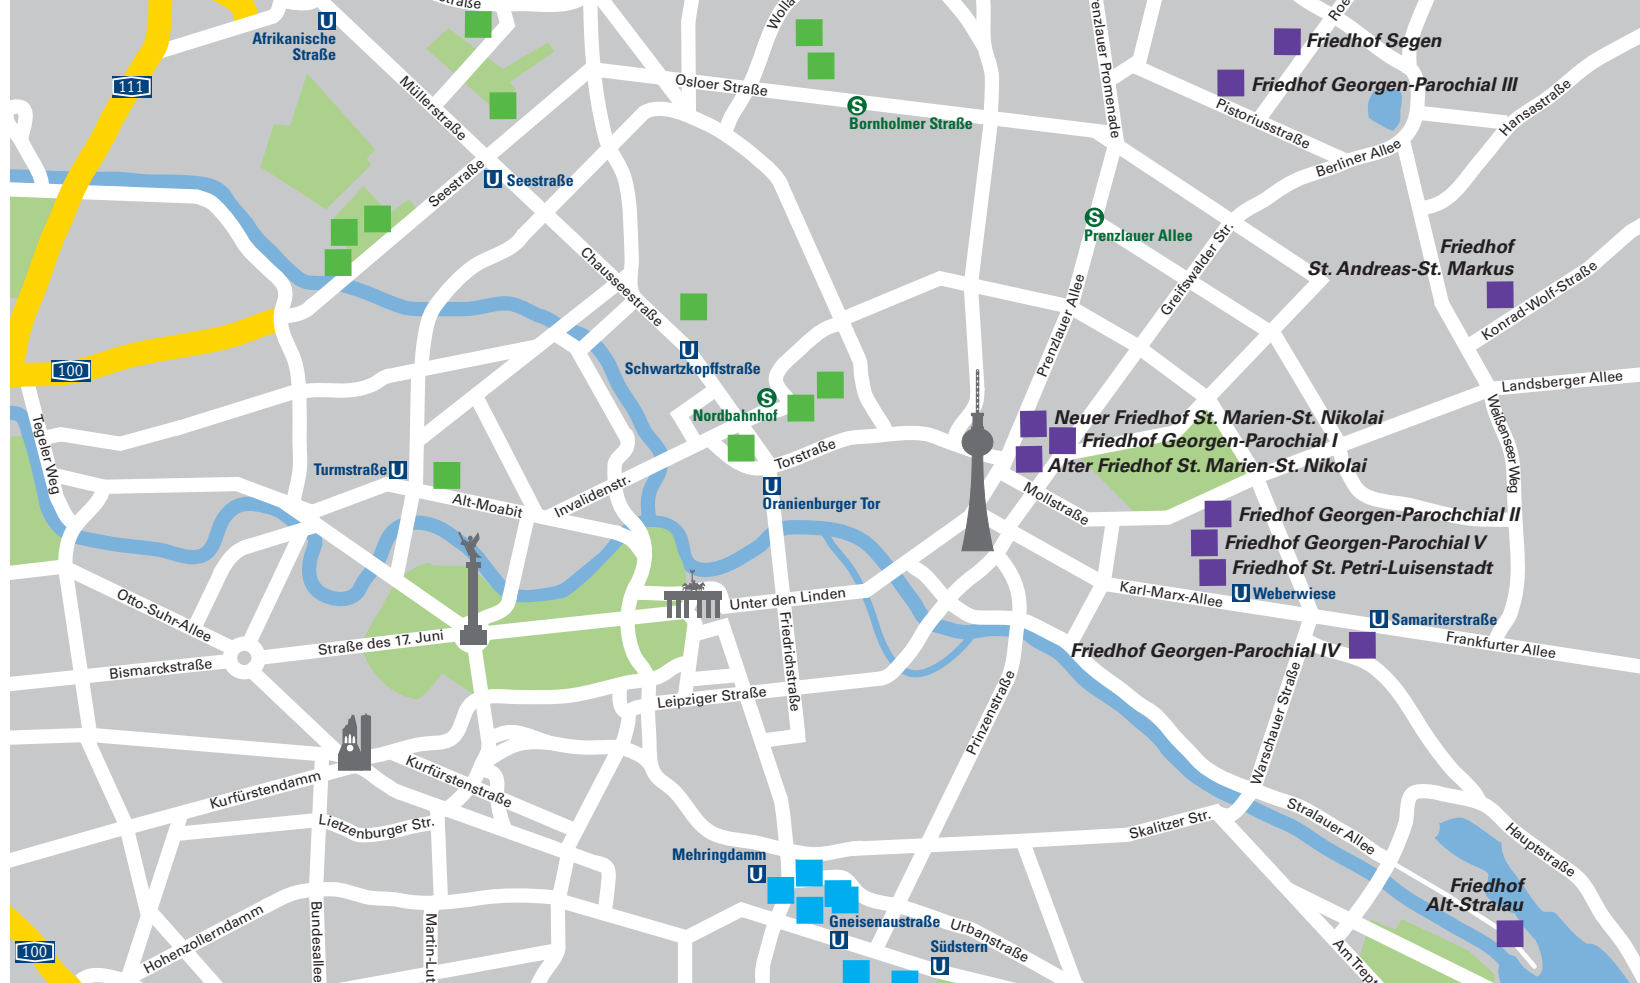 Afrikanische
Straße
111
Müllerstraße
Seestraße
Seestraße
Osloer Straße
Bornholmer Straße
Prenzlauer Promenade
Friedhof Segen
Friedhof Georgen-Parochial III
Pistoriusstraße
Hansastraße
Berliner Allee
Prenzlauer Allee
Greifswalder Str.
Friedhof
St. Andreas-St. Markus
Konrad-Wolf-Straße
Chausseestraße
Schwartzkopffstraße
Nordbahnhof
100
Prenzlauer Allee
Landsberger Allee
Weißenseer Weg
Tegeler Weg
Turmstraße
Alt-Moabit
Invalidenstr.
Torstraße
Oranienburger Tor
Neuer Friedhof St. Marien-St. Nikolai
Friedhof Georgen-Parochial I
Alter Friedhof St. Marien-St. Nikolai
Mollstraße
Friedhof Georgen-Parochchial II
Friedhof Georgen-Parochial V
Friedhof St. Petri-Luisenstadt
Weberwiese
Karl-Marx-Allee
Samariterstraße
Frankfurter Allee
Friedhof Georgen-Parochial IV
Otto-Suhr-Allee
Straße des 17. Juni
Bismarckstraße
Unter den Linden
Friedrichstraße
Leipziger Straße
Prinzenstraße
Warschauer Straße
Kurfürstenstraße
Kurfürstendamm
Lietzenburger Str.
Skalitzer Str.
Stralauer Allee
Hauptstraße
Mehringdamm
Gneisenaustraße
Urbanstraße
Südstern
Friedhof
Alt-Stralau
Hohenzollerndamm
Bundesallee
Martin-Lut
Am Trept
100